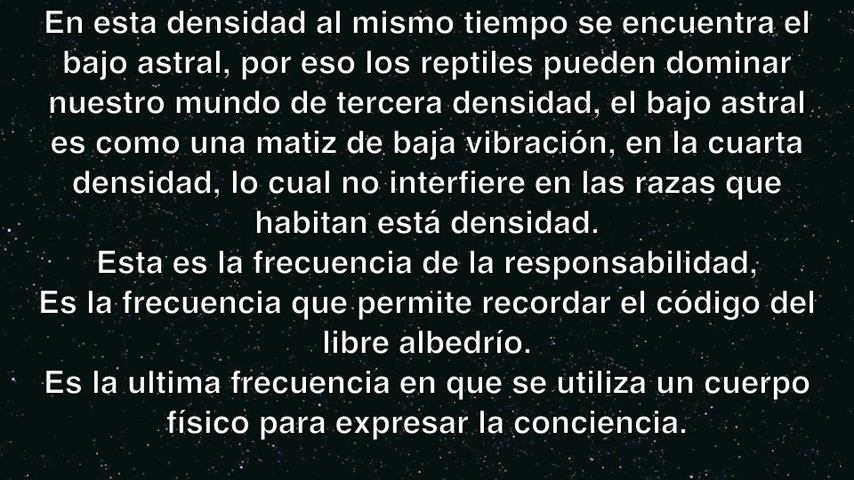 En esta densidad al mismo tiempo se encuentra el
bajo astral, por eso los reptiles pueden dominar
nuestro mundo de tercera densidad, el bajo astral
es como una matiz de baja vibración, en la cuarta
densidad, lo cual no interfiere en las razas que
habitan está densidad.
Esta es la frecuencia de la responsabilidad,
Es la frecuencia que permite recordar el código del
libre albedrío.
Es la ultima frecuencia en que se utiliza un cuerpo
físico para expresar la conciencia.